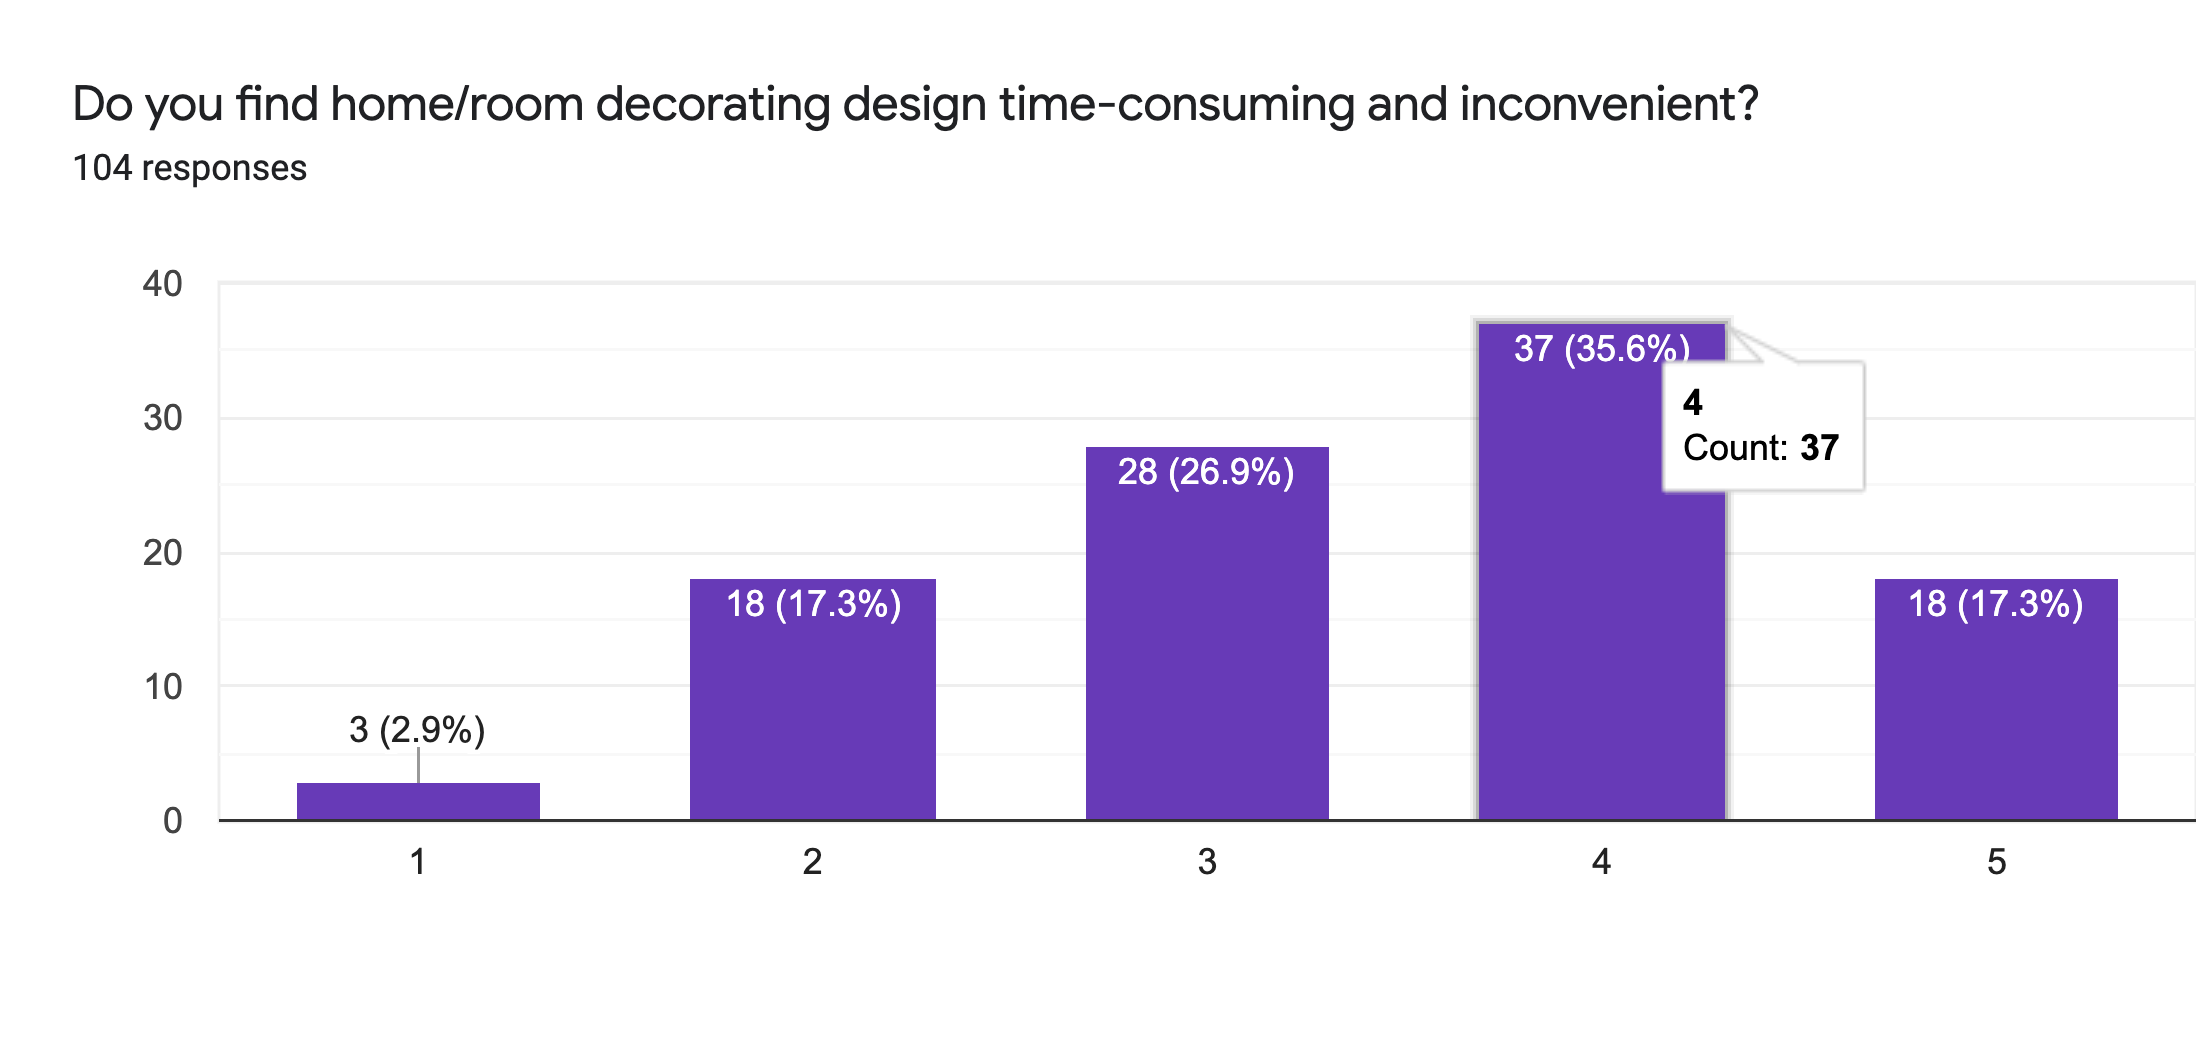 Do you find home/room decorating design time-consuming and inconvenient?
104 responses
40
30
20
10
0
3 (2.9%)
18 (17.3%)
28 (26.9%)
37 (35.6%)
18 (17.3%)
4
Count: 37
1 2 3 4 5